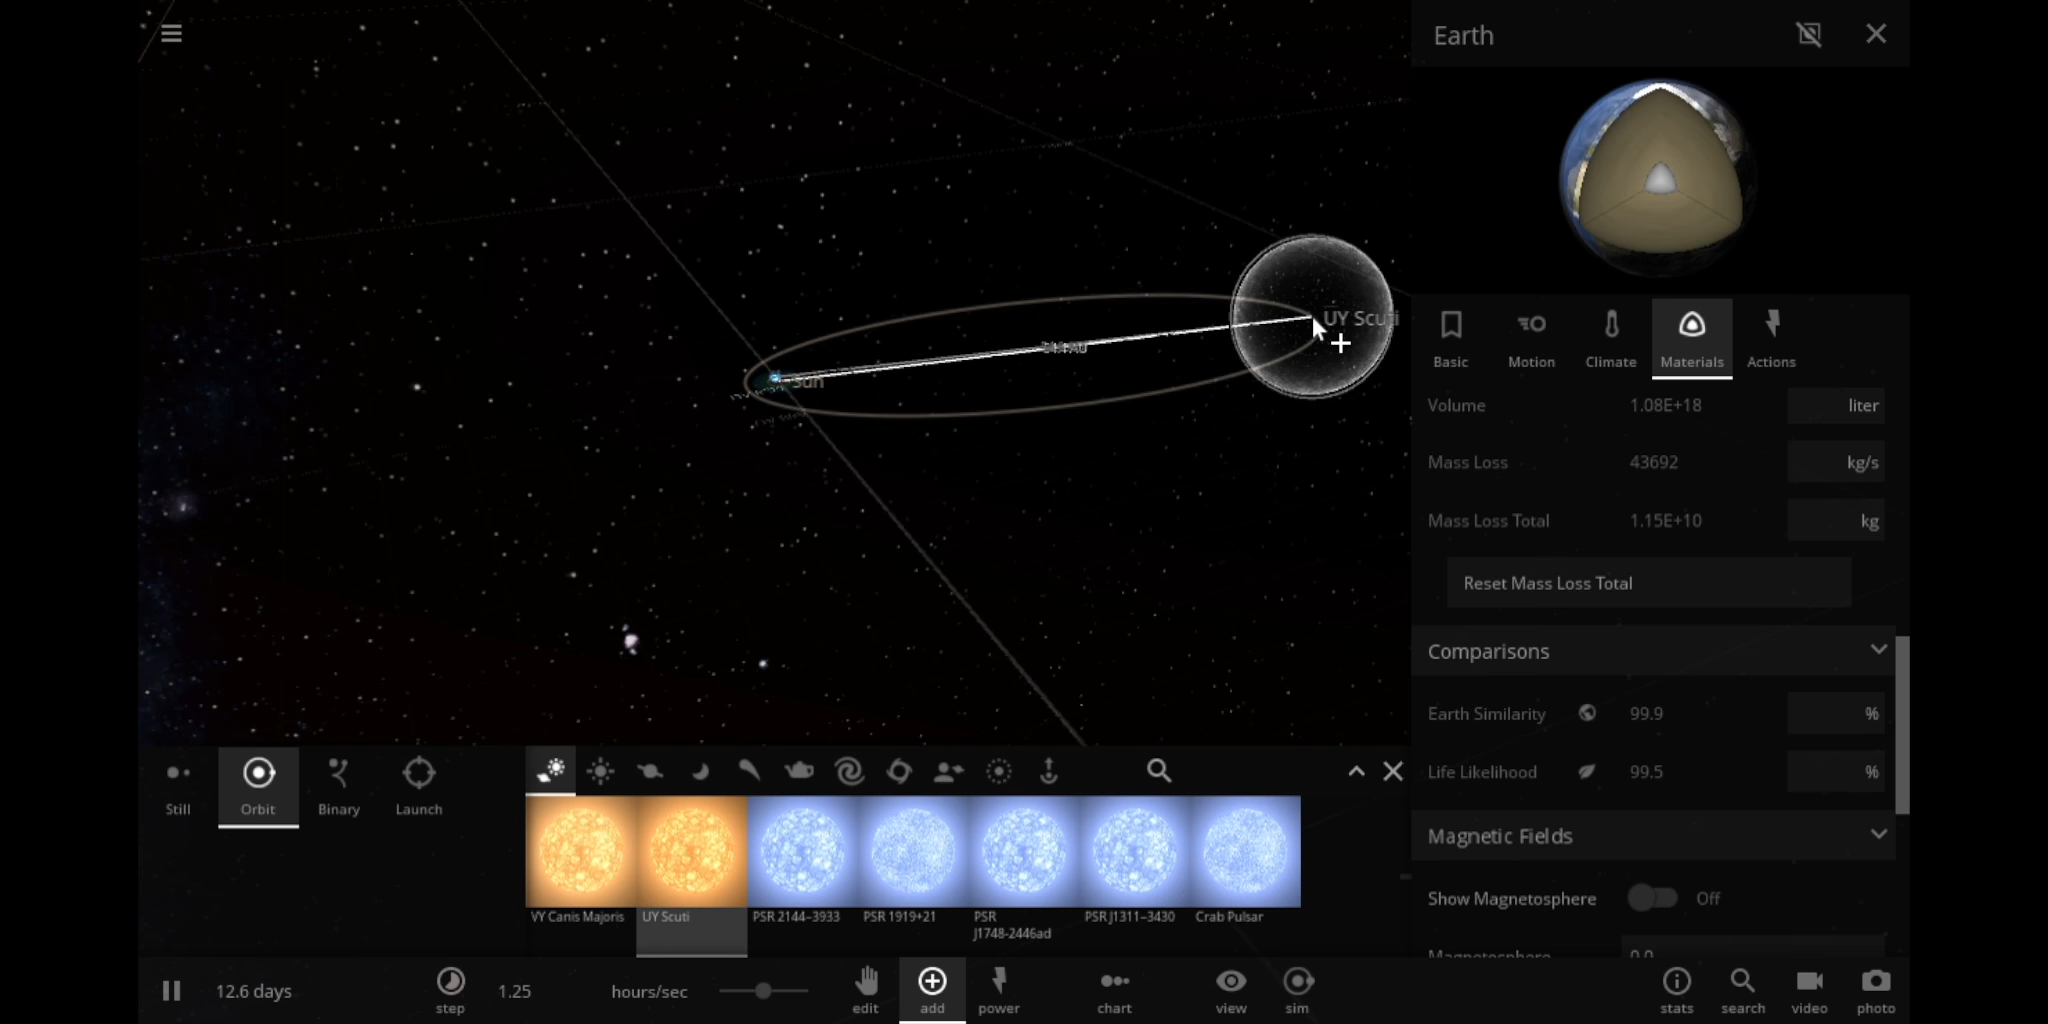 Earth
UY Scuti
Sun
Basic
Motion
Climate
Materials
Actions
Volume 1.08E+18 liter
Mass Loss 43692 kg/s
Mass Loss Total 1.15E+10 kg
Reset Mass Loss Total
Comparisons
Earth Similarity 99.9 %
Life Likelihood 99.5 %
Magnetic Fields
Show Magnetosphere Off
Magnetosphere 0.0
Still
Orbit
Binary
Launch
VY Canis Majoris
UY Scuti
PSR 2144–3933
PSR 1919+21
PSR
J1748-2446ad
PSR J1311–3430
Crab Pulsar
12.6 days
step
1.25
hours/sec
edit
add
power
chart
view
sim
stats
search
video
photo